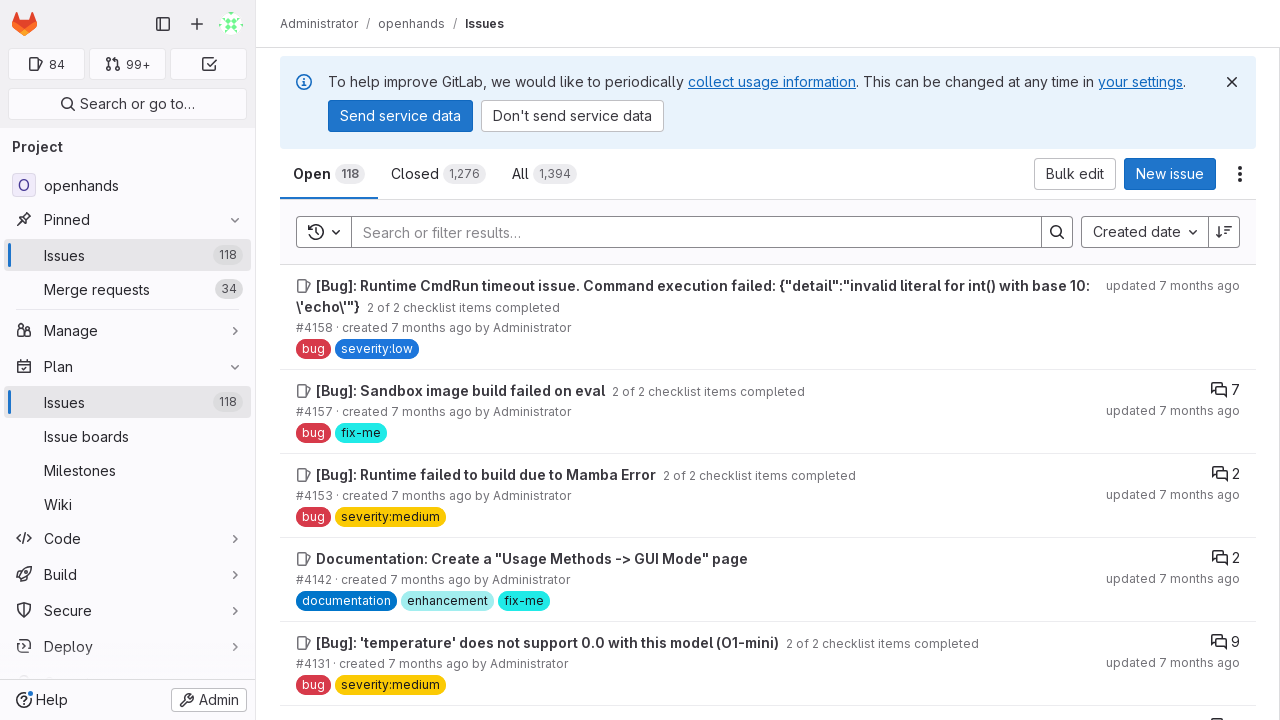 Administrator / openhands / Issues
84
99+
Search or go to…
Project
O openhands
Pinned
Issues 118
Merge requests 34
Manage
Plan
Issues 118
Issue boards
Milestones
Wiki
Code
Build
Secure
Deploy
Help
Admin
To help improve GitLab, we would like to periodically collect usage information. This can be changed at any time in your settings.
Send service data
Don't send service data
Open 118
Closed 1,276
All 1,394
Bulk edit
New issue
Search or filter results…
Created date
[Bug]: Runtime CmdRun timeout issue. Command execution failed: {"detail":"invalid literal for int() with base 10:
\'echo\'"} 2 of 2 checklist items completed
updated 7 months ago
#4158 · created 7 months ago by Administrator
bug severity:low
[Bug]: Sandbox image build failed on eval 2 of 2 checklist items completed
7
#4157 · created 7 months ago by Administrator
updated 7 months ago
bug fix-me
[Bug]: Runtime failed to build due to Mamba Error 2 of 2 checklist items completed
2
#4153 · created 7 months ago by Administrator
updated 7 months ago
bug severity:medium
Documentation: Create a "Usage Methods -> GUI Mode" page
2
#4142 · created 7 months ago by Administrator
updated 7 months ago
documentation enhancement fix-me
[Bug]: 'temperature' does not support 0.0 with this model (O1-mini) 2 of 2 checklist items completed
9
#4131 · created 7 months ago by Administrator
updated 7 months ago
bug severity:medium